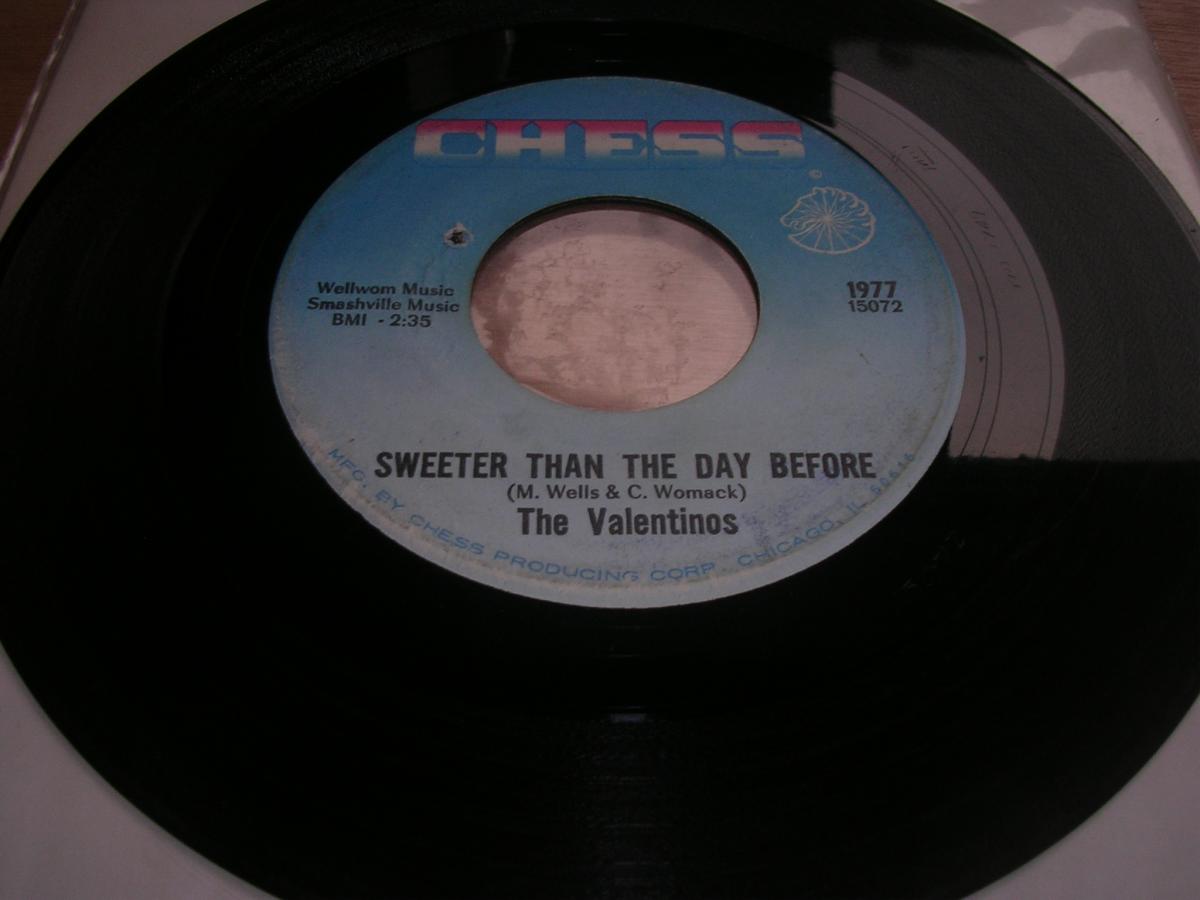 CHESS
©
Wellwom Music
Smashville Music
BMI - 2:35
1977
15072
SWEETER THAN THE DAY BEFORE
(M. Wells & C. Womack)
The Valentinos
MFG. BY CHESS PRODUCING CORP. CHICAGO, IL 60616